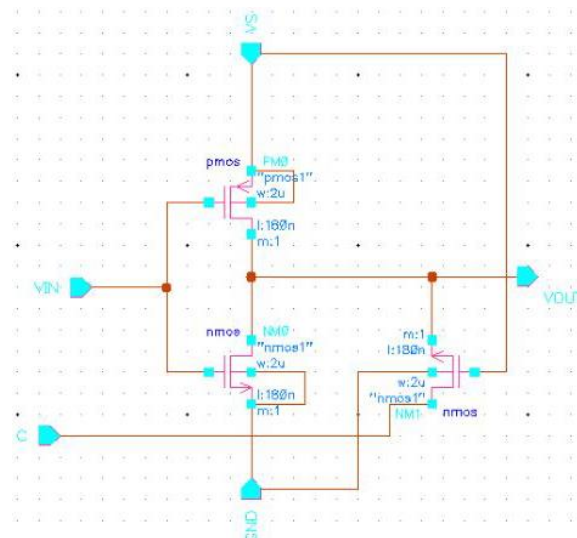 VS
pmos
PM0
"pmos1"
w:2u
l:180n
m:1
VIN
VOUT
nmos
NM0
"nmos1"
w:2u
l:180n
m:1
m:1
l:180n
w:2u
"nmos1"
NM1
nmos
C
GND